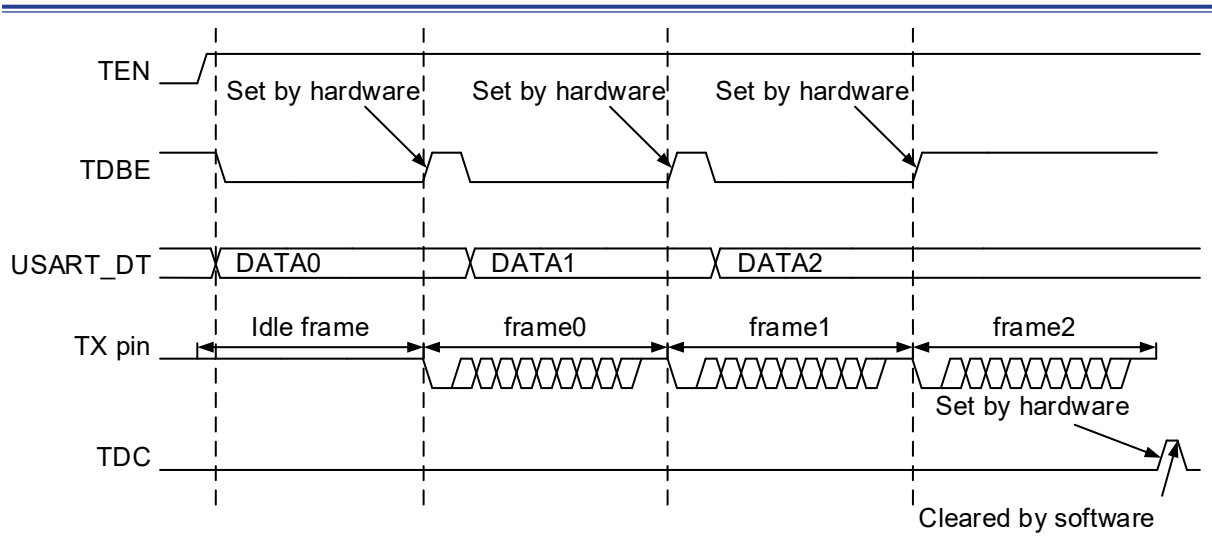 TEN
Set by hardware Set by hardware Set by hardware
TDBE
USART_DT DATA0 DATA1 DATA2
TX pin Idle frame frame0 frame1 frame2
Set by hardware
TDC
Cleared by software